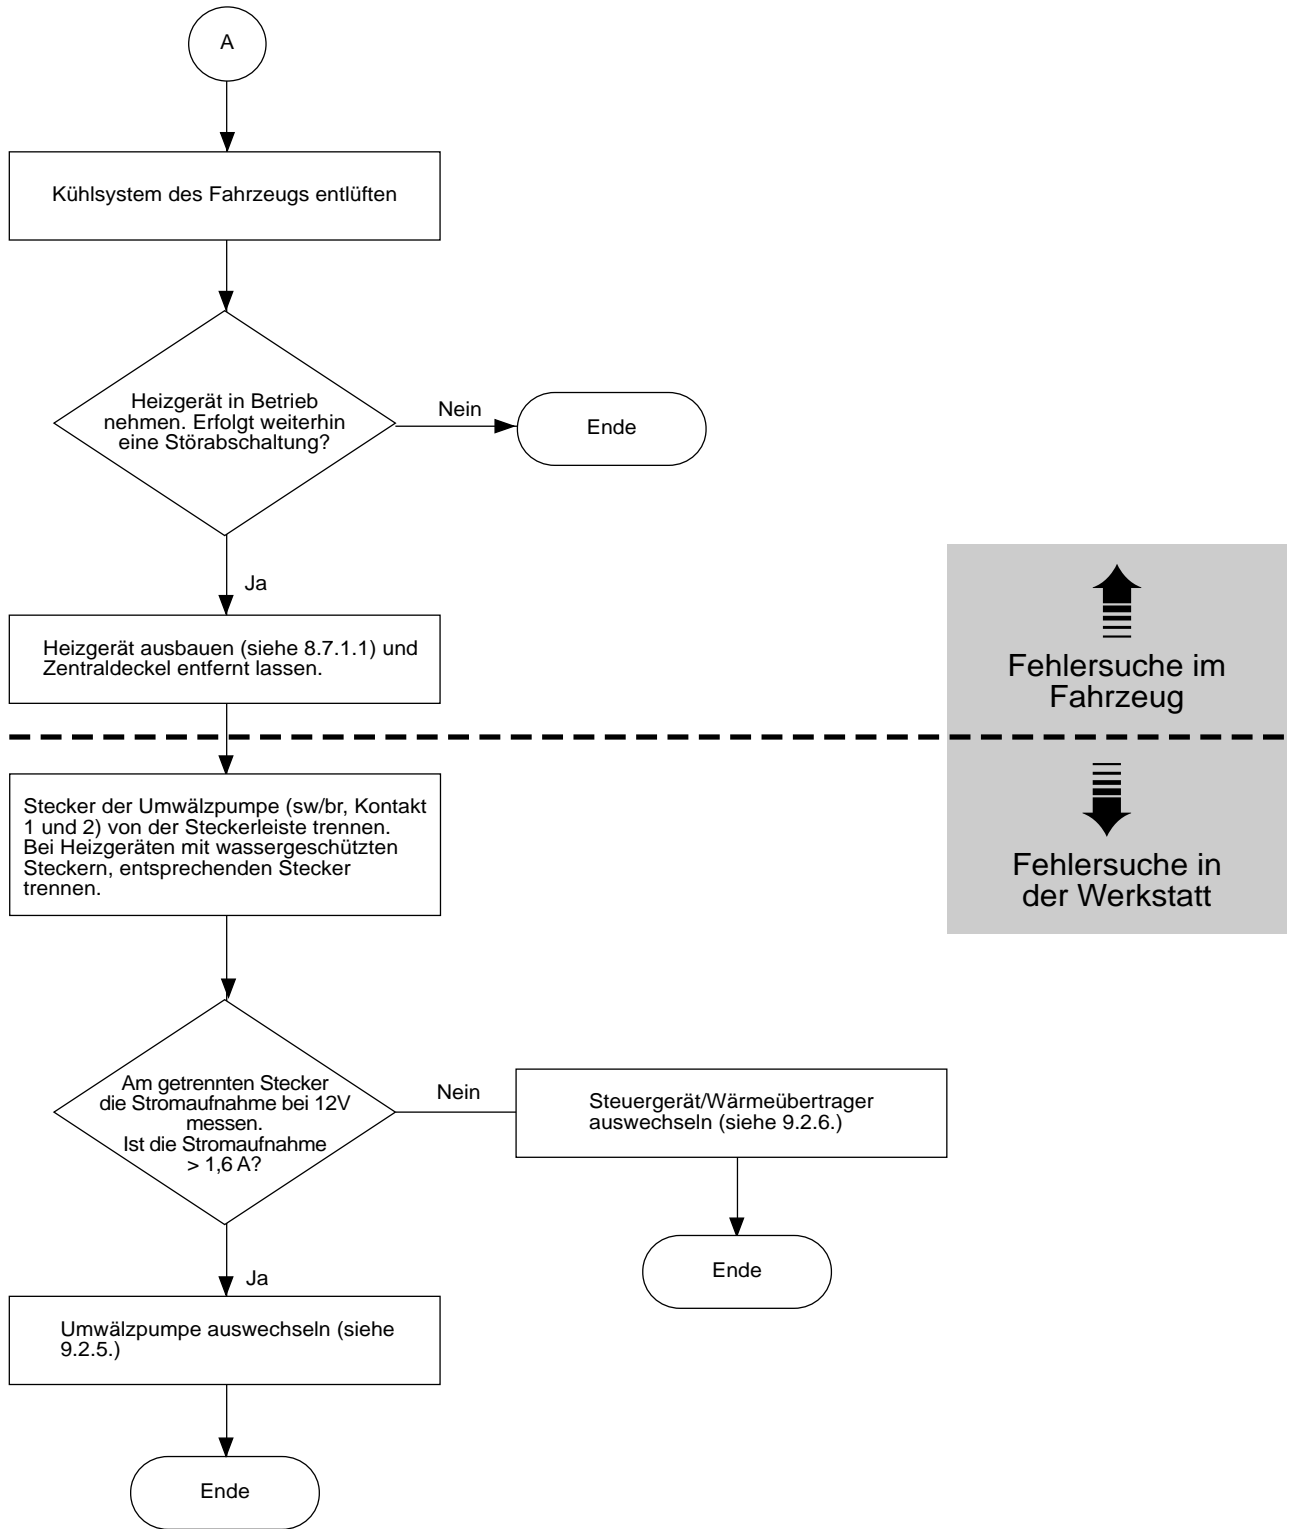 A
Kühlsystem des Fahrzeugs entlüften
Heizgerät in Betrieb
nehmen. Erfolgt weiterhin
eine Störabschaltung?
Nein
Ende
Ja
Heizgerät ausbauen (siehe 8.7.1.1) und
Zentraldeckel entfernt lassen.
Fehlersuche im
Fahrzeug
Stecker der Umwälzpumpe (sw/br, Kontakt
1 und 2) von der Steckerleiste trennen.
Bei Heizgeräten mit wassergeschützten
Steckern, entsprechenden Stecker
trennen.
Fehlersuche in
der Werkstatt
Am getrennten Stecker
die Stromaufnahme bei 12V
messen.
Ist die Stromaufnahme
> 1,6 A?
Nein
Steuergerät/Wärmeübertrager
auswechseln (siehe 9.2.6.)
Ende
Ja
Umwälzpumpe auswechseln (siehe
9.2.5.)
Ende